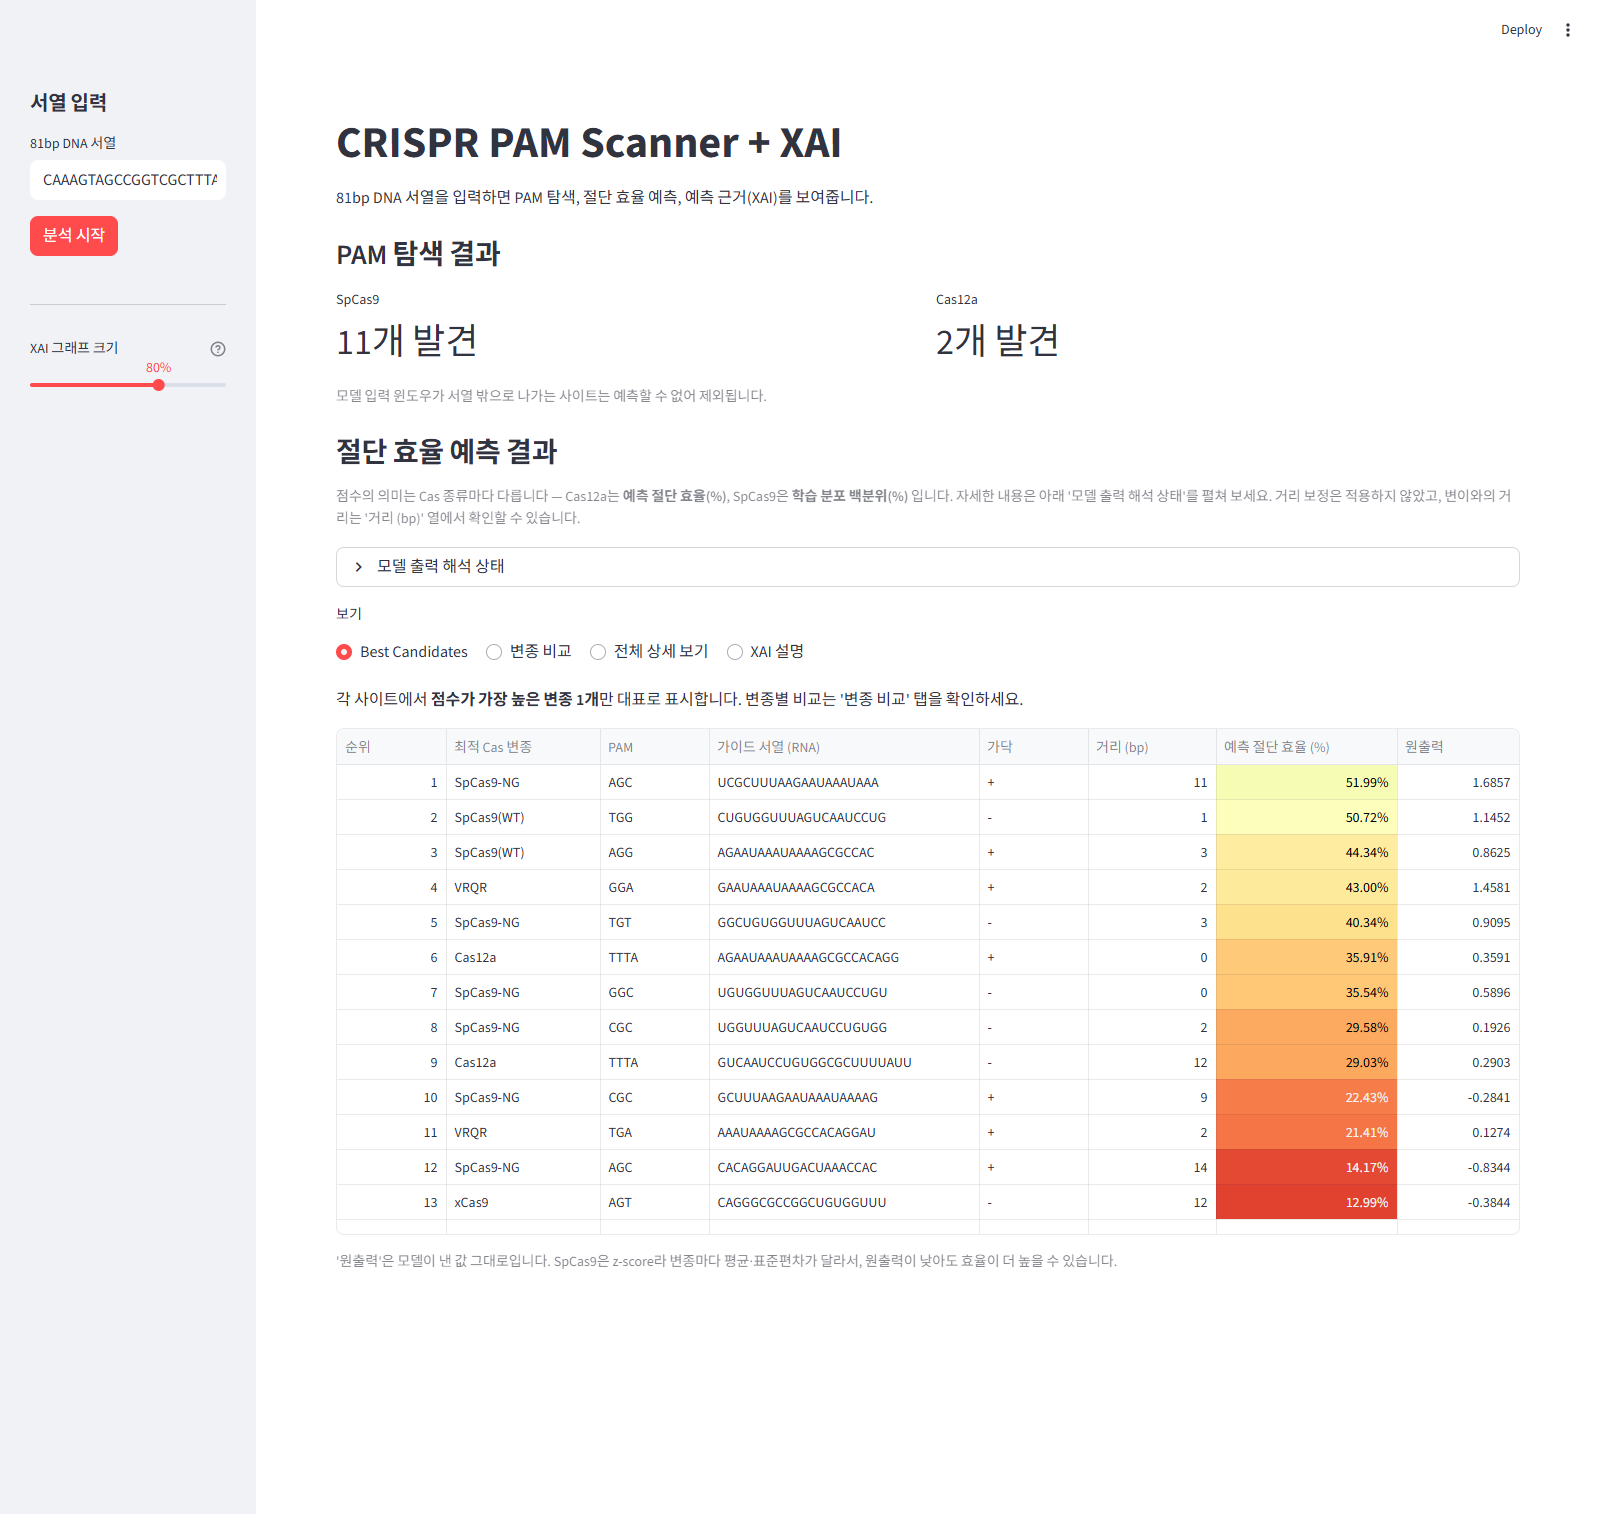 Deploy
서열 입력
81bp DNA 서열
CAAAGTAGCCGGTCGCTTTA
분석 시작
XAI 그래프 크기
80%
CRISPR PAM Scanner + XAI
81bp DNA 서열을 입력하면 PAM 탐색, 절단 효율 예측, 예측 근거(XAI)를 보여줍니다.
PAM 탐색 결과
SpCas9 Cas12a
11개 발견 2개 발견
모델 입력 윈도우가 서열 밖으로 나가는 사이트는 예측할 수 없어 제외됩니다.
절단 효율 예측 결과
점수의 의미는 Cas 종류마다 다릅니다 — Cas12a는 예측 절단 효율(%), SpCas9은 학습 분포 백분위(%) 입니다. 자세한 내용은 아래 '모델 출력 해석 상태'를 펼쳐 보세요. 거리 보정은 적용하지 않았고, 변이와의 거
리는 '거리 (bp)' 열에서 확인할 수 있습니다.
모델 출력 해석 상태
보기
Best Candidates 변종 비교 전체 상세 보기 XAI 설명
각 사이트에서 점수가 가장 높은 변종 1개만 대표로 표시합니다. 변종별 비교는 '변종 비교' 탭을 확인하세요.
순위 최적 Cas 변종 PAM 가이드 서열 (RNA) 가닥 거리 (bp) 예측 절단 효율 (%) 원출력
1 SpCas9-NG AGC UCGCUUUAAGAAUAAAUAAA + 11 51.99% 1.6857
2 SpCas9(WT) TGG CUGUGGUUUAGUCAAUCCUG - 1 50.72% 1.1452
3 SpCas9(WT) AGG AGAAUAAAUAAAAGCGCCAC + 3 44.34% 0.8625
4 VRQR GGA GAAUAAAUAAAAGCGCCACA + 2 43.00% 1.4581
5 SpCas9-NG TGT GGCUGUGGUUUAGUCAAUCC - 3 40.34% 0.9095
6 Cas12a TTTA AGAAUAAAUAAAAGCGCCACAGG + 0 35.91% 0.3591
7 SpCas9-NG GGC UGUGGUUUAGUCAAUCCUGU - 0 35.54% 0.5896
8 SpCas9-NG CGC UGGUUUAGUCAAUCCUGUGG - 2 29.58% 0.1926
9 Cas12a TTTA GUCAAUCCUGUGGCGCUUUUAUU - 12 29.03% 0.2903
10 SpCas9-NG CGC GCUUUAAGAAUAAAUAAAAG + 9 22.43% -0.2841
11 VRQR TGA AAAUAAAAGCGCCACAGGAU + 2 21.41% 0.1274
12 SpCas9-NG AGC CACAGGAUUGACUAAACCAC + 14 14.17% -0.8344
13 xCas9 AGT CAGGGCGCCGGCUGUGGUUU - 12 12.99% -0.3844
'원출력'은 모델이 낸 값 그대로입니다. SpCas9은 z-score라 변종마다 평균·표준편차가 달라서, 원출력이 낮아도 효율이 더 높을 수 있습니다.